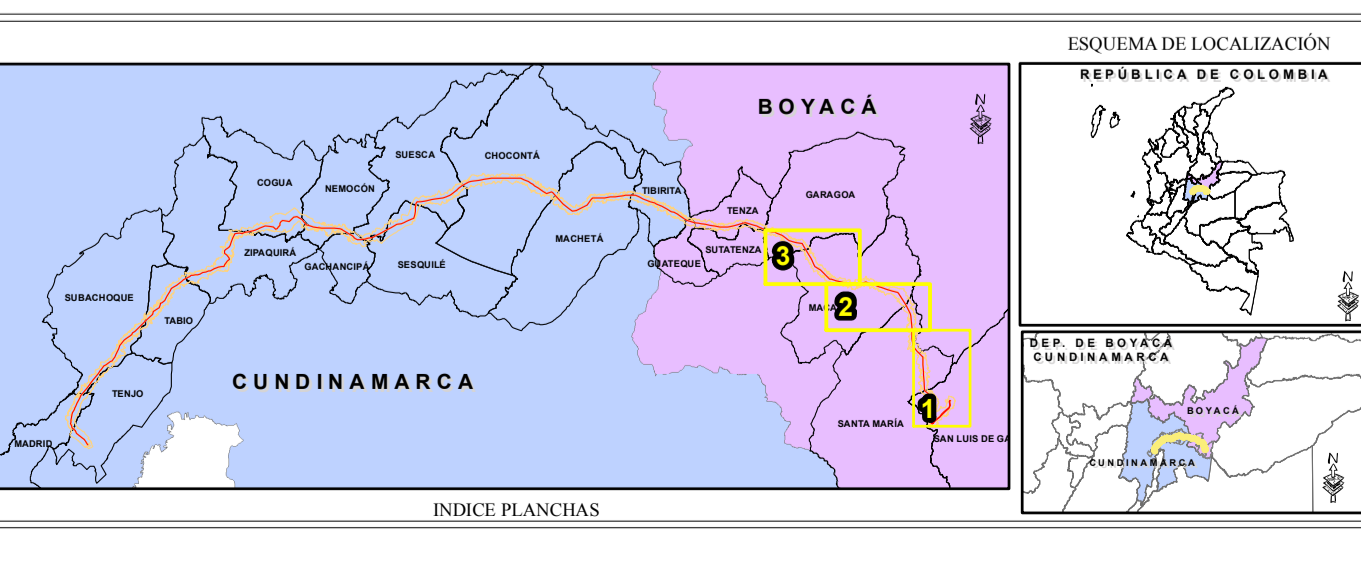 ESQUEMA DE LOCALIZACIÓN
REPÚBLICA DE COLOMBIA
N
BOYACÁ
N
SUESCA
CHOCONTÁ
COGUA
NEMOCÓN
TIBIRITA
GARAGOA
TENZA
MACHETÁ
ZIPAQUIRÁ
GACHANCIPÁ
SESQUILÉ
GUATEQUE
SUTATENZA
3
SUBACHOQUE
TABIO
MACA
2
CUNDINAMARCA
TENJO
1
SANTA MARÍA
SAN LUIS DE GA
MADRID
DEP. DE BOYACÁ
CUNDINAMARCA
BOYACÁ
CUNDINAMARCA
N
INDICE PLANCHAS